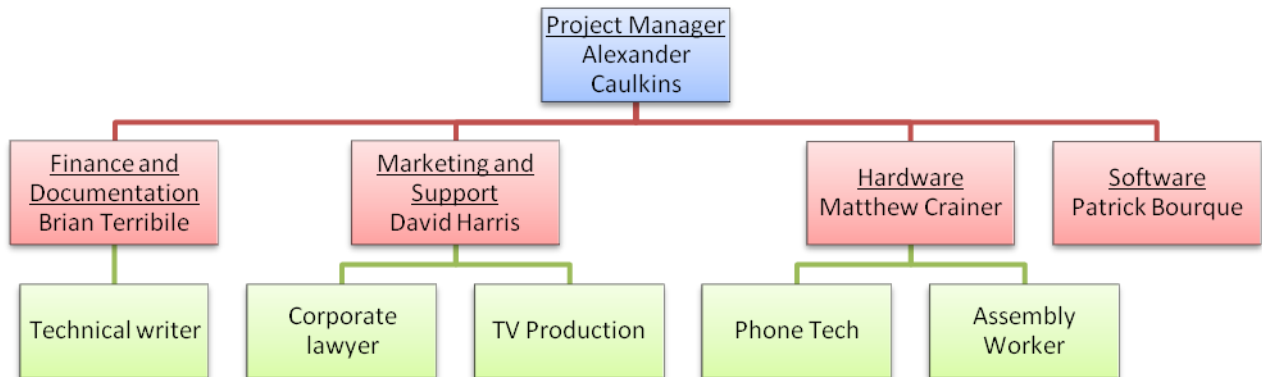 Project Manager
Alexander
Caulkins
Finance and
Documentation
Brian Terribile
Marketing and
Support
David Harris
Hardware
Matthew Crainer
Software
Patrick Bourque
Technical writer
Corporate
lawyer
TV Production
Phone Tech
Assembly
Worker